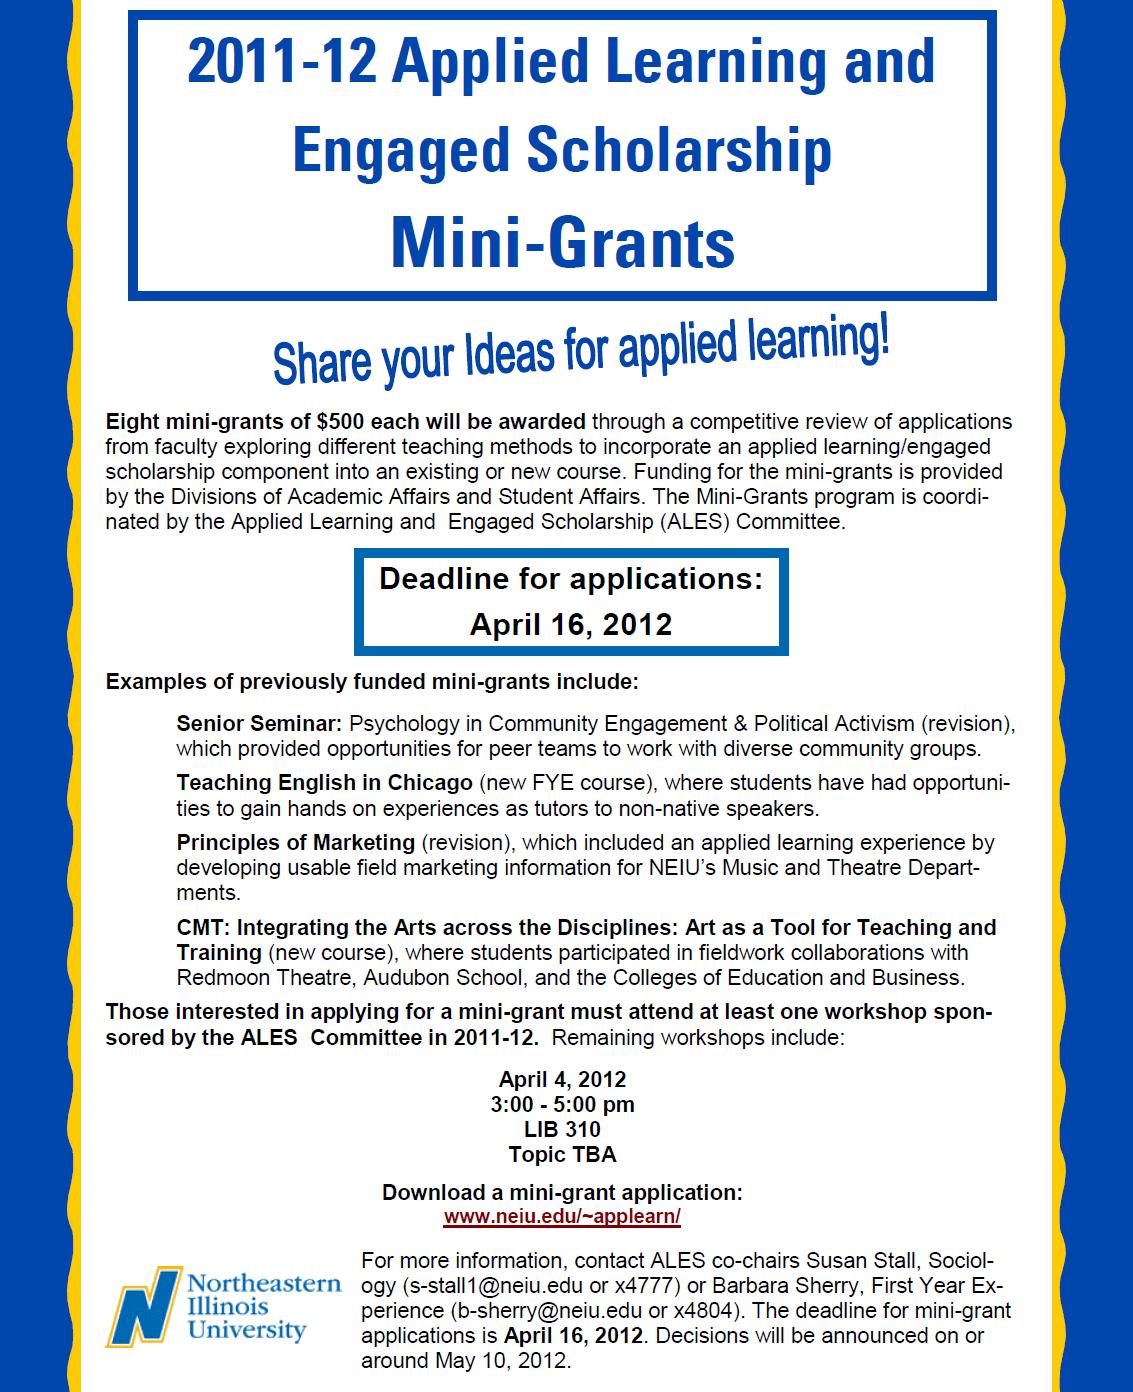 2011-12 Applied Learning and
Engaged Scholarship
Mini-Grants
Share your Ideas for applied learning!
Eight mini-grants of $500 each will be awarded through a competitive review of applications
from faculty exploring different teaching methods to incorporate an applied learning/engaged
scholarship component into an existing or new course. Funding for the mini-grants is provided
by the Divisions of Academic Affairs and Student Affairs. The Mini-Grants program is coordi-
nated by the Applied Learning and Engaged Scholarship (ALES) Committee.
Deadline for applications:
April 16, 2012
Examples of previously funded mini-grants include:
Senior Seminar: Psychology in Community Engagement & Political Activism (revision),
which provided opportunities for peer teams to work with diverse community groups.
Teaching English in Chicago (new FYE course), where students have had opportuni-
ties to gain hands on experiences as tutors to non-native speakers.
Principles of Marketing (revision), which included an applied learning experience by
developing usable field marketing information for NEIU's Music and Theatre Depart-
ments.
CMT: Integrating the Arts across the Disciplines: Art as a Tool for Teaching and
Training (new course), where students participated in fieldwork collaborations with
Redmoon Theatre, Audubon School, and the Colleges of Education and Business.
Those interested in applying for a mini-grant must attend at least one workshop spon-
sored by the ALES Committee in 2011-12. Remaining workshops include:
April 4, 2012
3:00 - 5:00 pm
LIB 310
Topic TBA
Download a mini-grant application:
www.neiu.edu/~applearn/
N Northeastern
Illinois
University
For more information, contact ALES co-chairs Susan Stall, Sociol-
ogy (s-stall1@neiu.edu or x4777) or Barbara Sherry, First Year Ex-
perience (b-sherry@neiu.edu or x4804). The deadline for mini-grant
applications is April 16, 2012. Decisions will be announced on or
around May 10, 2012.